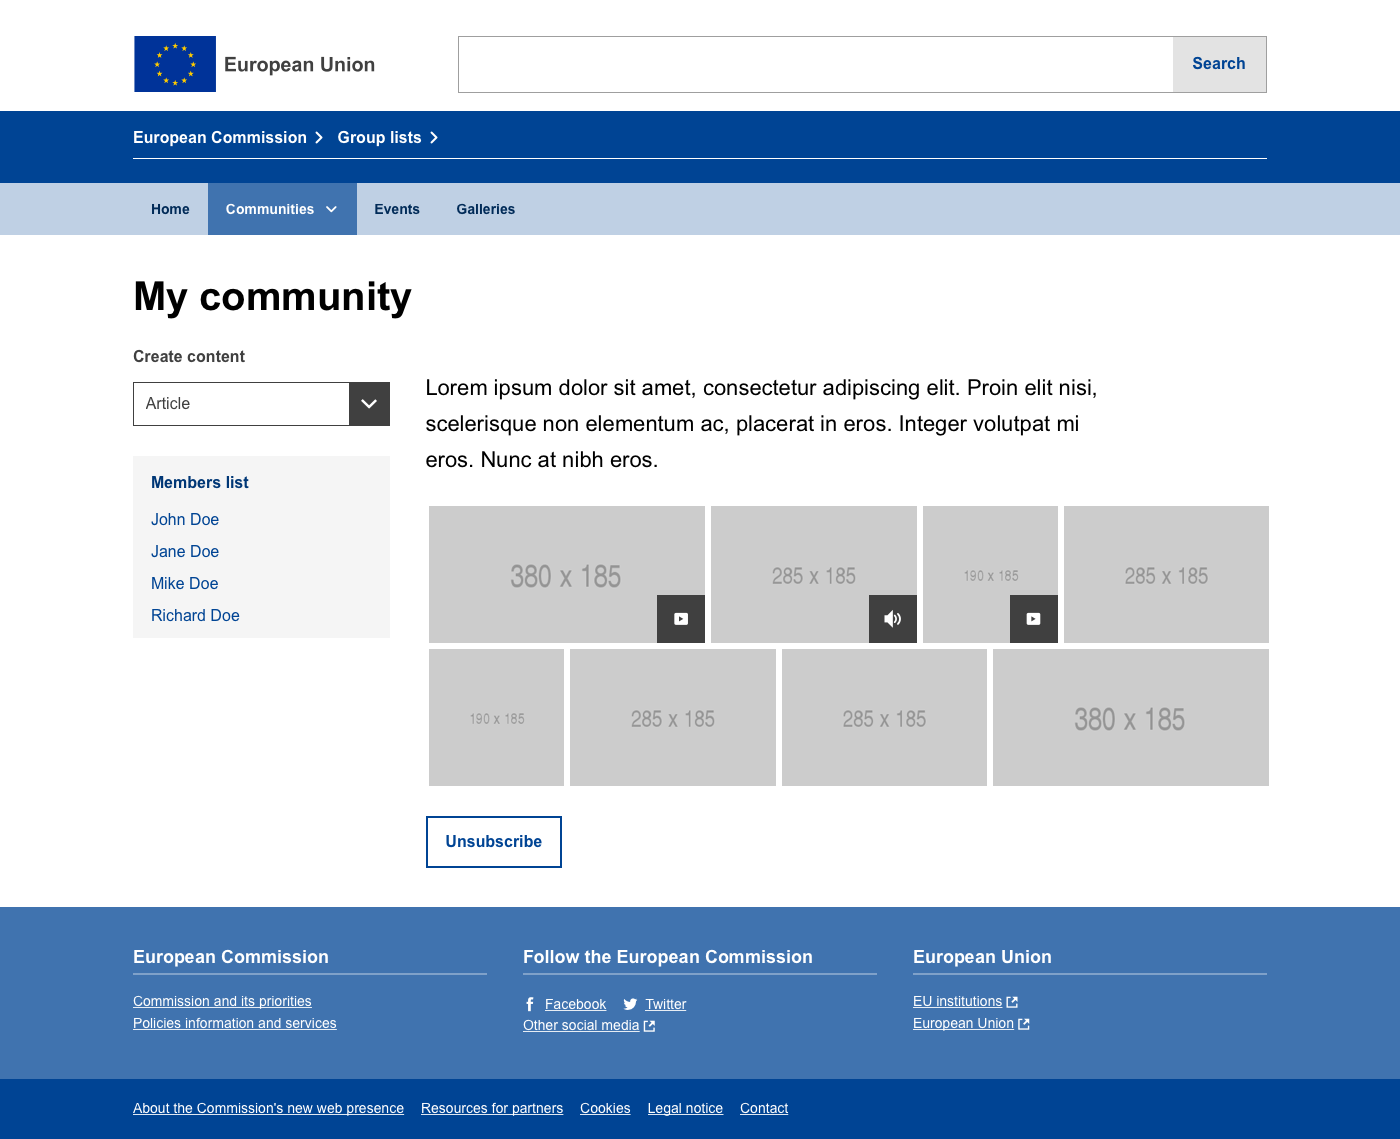 European Union
Search
European Commission
Group lists
Home
Communities
Events
Galleries
My community
Create content
Article
Members list
John Doe
Jane Doe
Mike Doe
Richard Doe
Lorem ipsum dolor sit amet, consectetur adipiscing elit. Proin elit nisi,
scelerisque non elementum ac, placerat in eros. Integer volutpat mi
eros. Nunc at nibh eros.
380 x 185
285 x 185
190 x 185
285 x 185
190 x 185
285 x 185
285 x 185
380 x 185
Unsubscribe
European Commission
Commission and its priorities
Policies information and services
Follow the European Commission
Facebook
Twitter
Other social media
European Union
EU institutions
European Union
About the Commission's new web presence
Resources for partners
Cookies
Legal notice
Contact